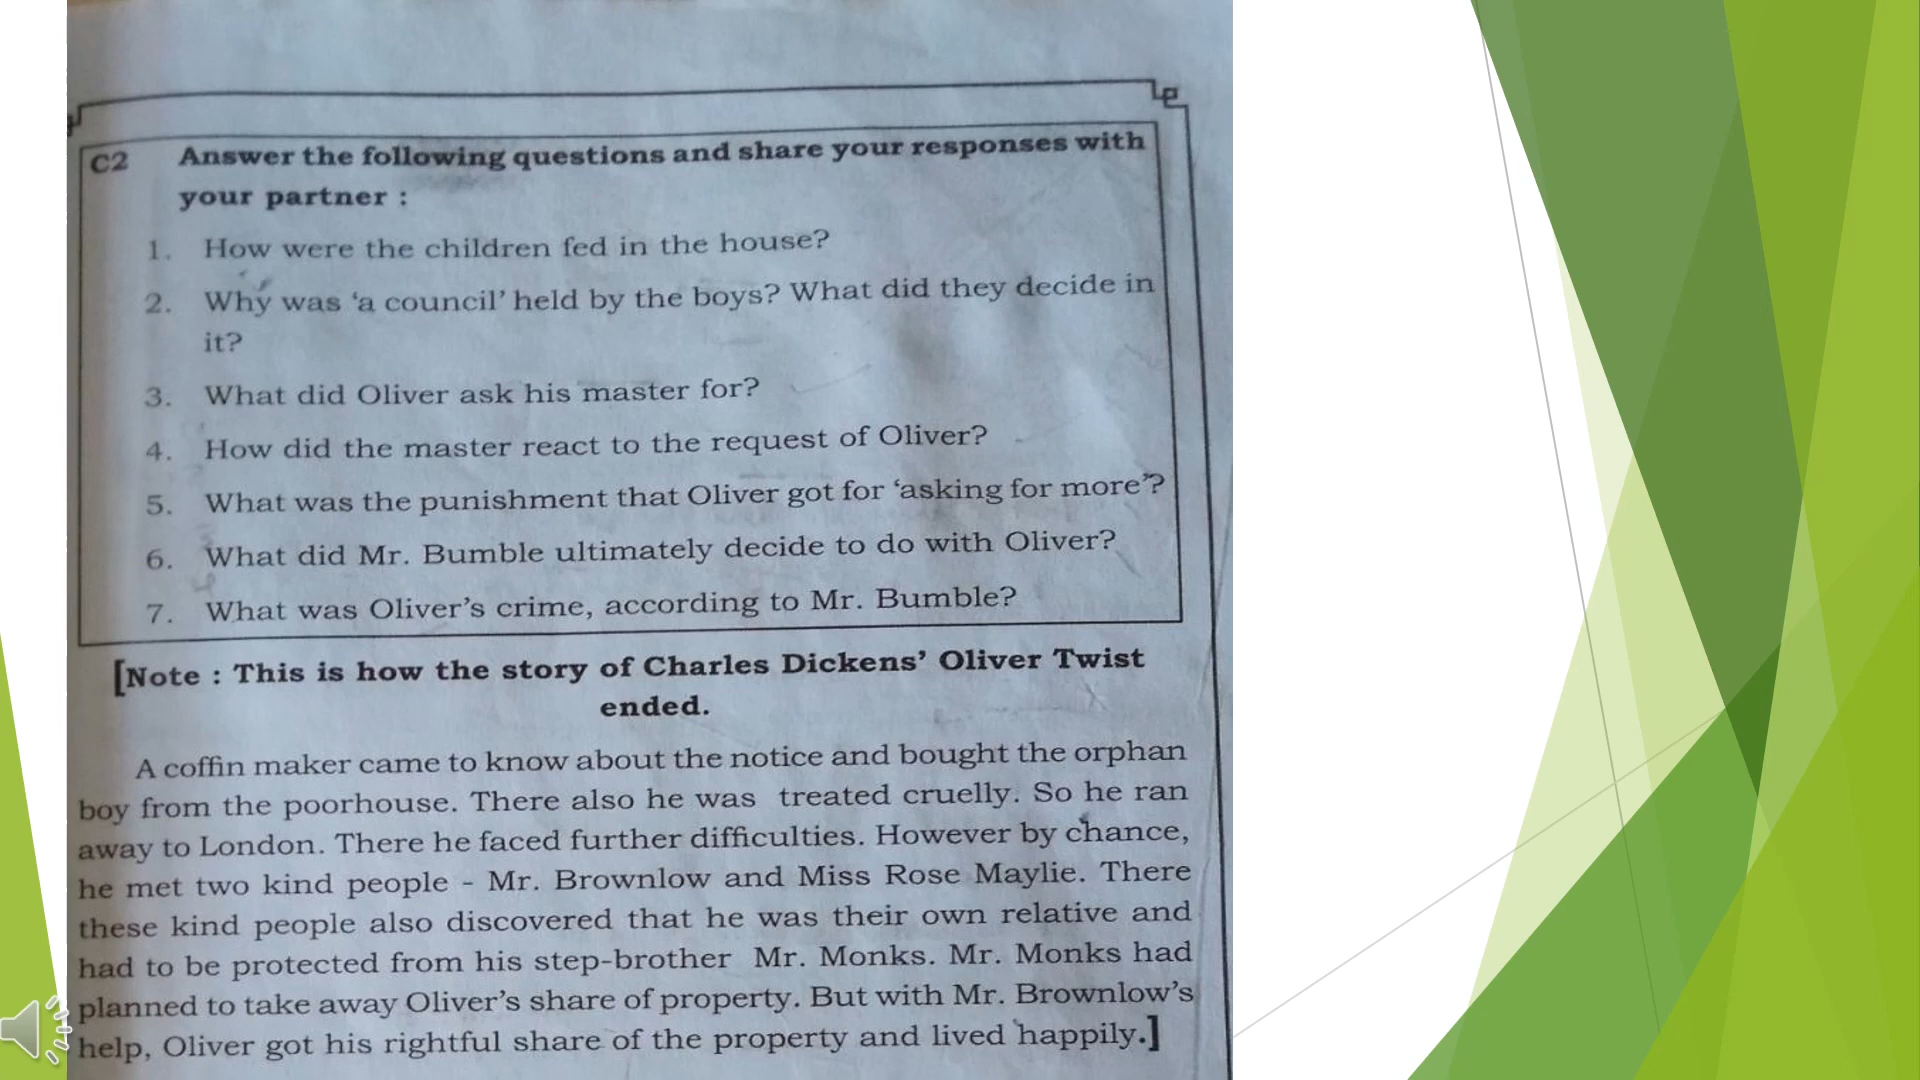 C2 Answer the following questions and share your responses with
your partner :
1. How were the children fed in the house?
2. Why was ‘a council’ held by the boys? What did they decide in
it?
3. What did Oliver ask his master for?
4. How did the master react to the request of Oliver?
5. What was the punishment that Oliver got for ‘asking for more’?
6. What did Mr. Bumble ultimately decide to do with Oliver?
7. What was Oliver’s crime, according to Mr. Bumble?
[Note : This is how the story of Charles Dickens’ Oliver Twist
ended.
A coffin maker came to know about the notice and bought the orphan
boy from the poorhouse. There also he was treated cruelly. So he ran
away to London. There he faced further difficulties. However by chance,
he met two kind people - Mr. Brownlow and Miss Rose Maylie. There
these kind people also discovered that he was their own relative and
had to be protected from his step-brother Mr. Monks. Mr. Monks had
planned to take away Oliver’s share of property. But with Mr. Brownlow’s
help, Oliver got his rightful share of the property and lived happily.]